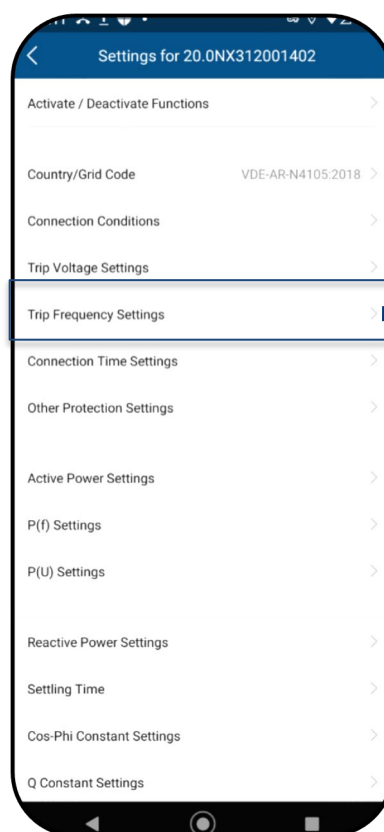 Settings for 20.0NX312001402
Activate / Deactivate Functions
Country/Grid Code VDE-AR-N4105:2018
Connection Conditions
Trip Voltage Settings
Trip Frequency Settings
Connection Time Settings
Other Protection Settings
Active Power Settings
P(f) Settings
P(U) Settings
Reactive Power Settings
Settling Time
Cos-Phi Constant Settings
Q Constant Settings